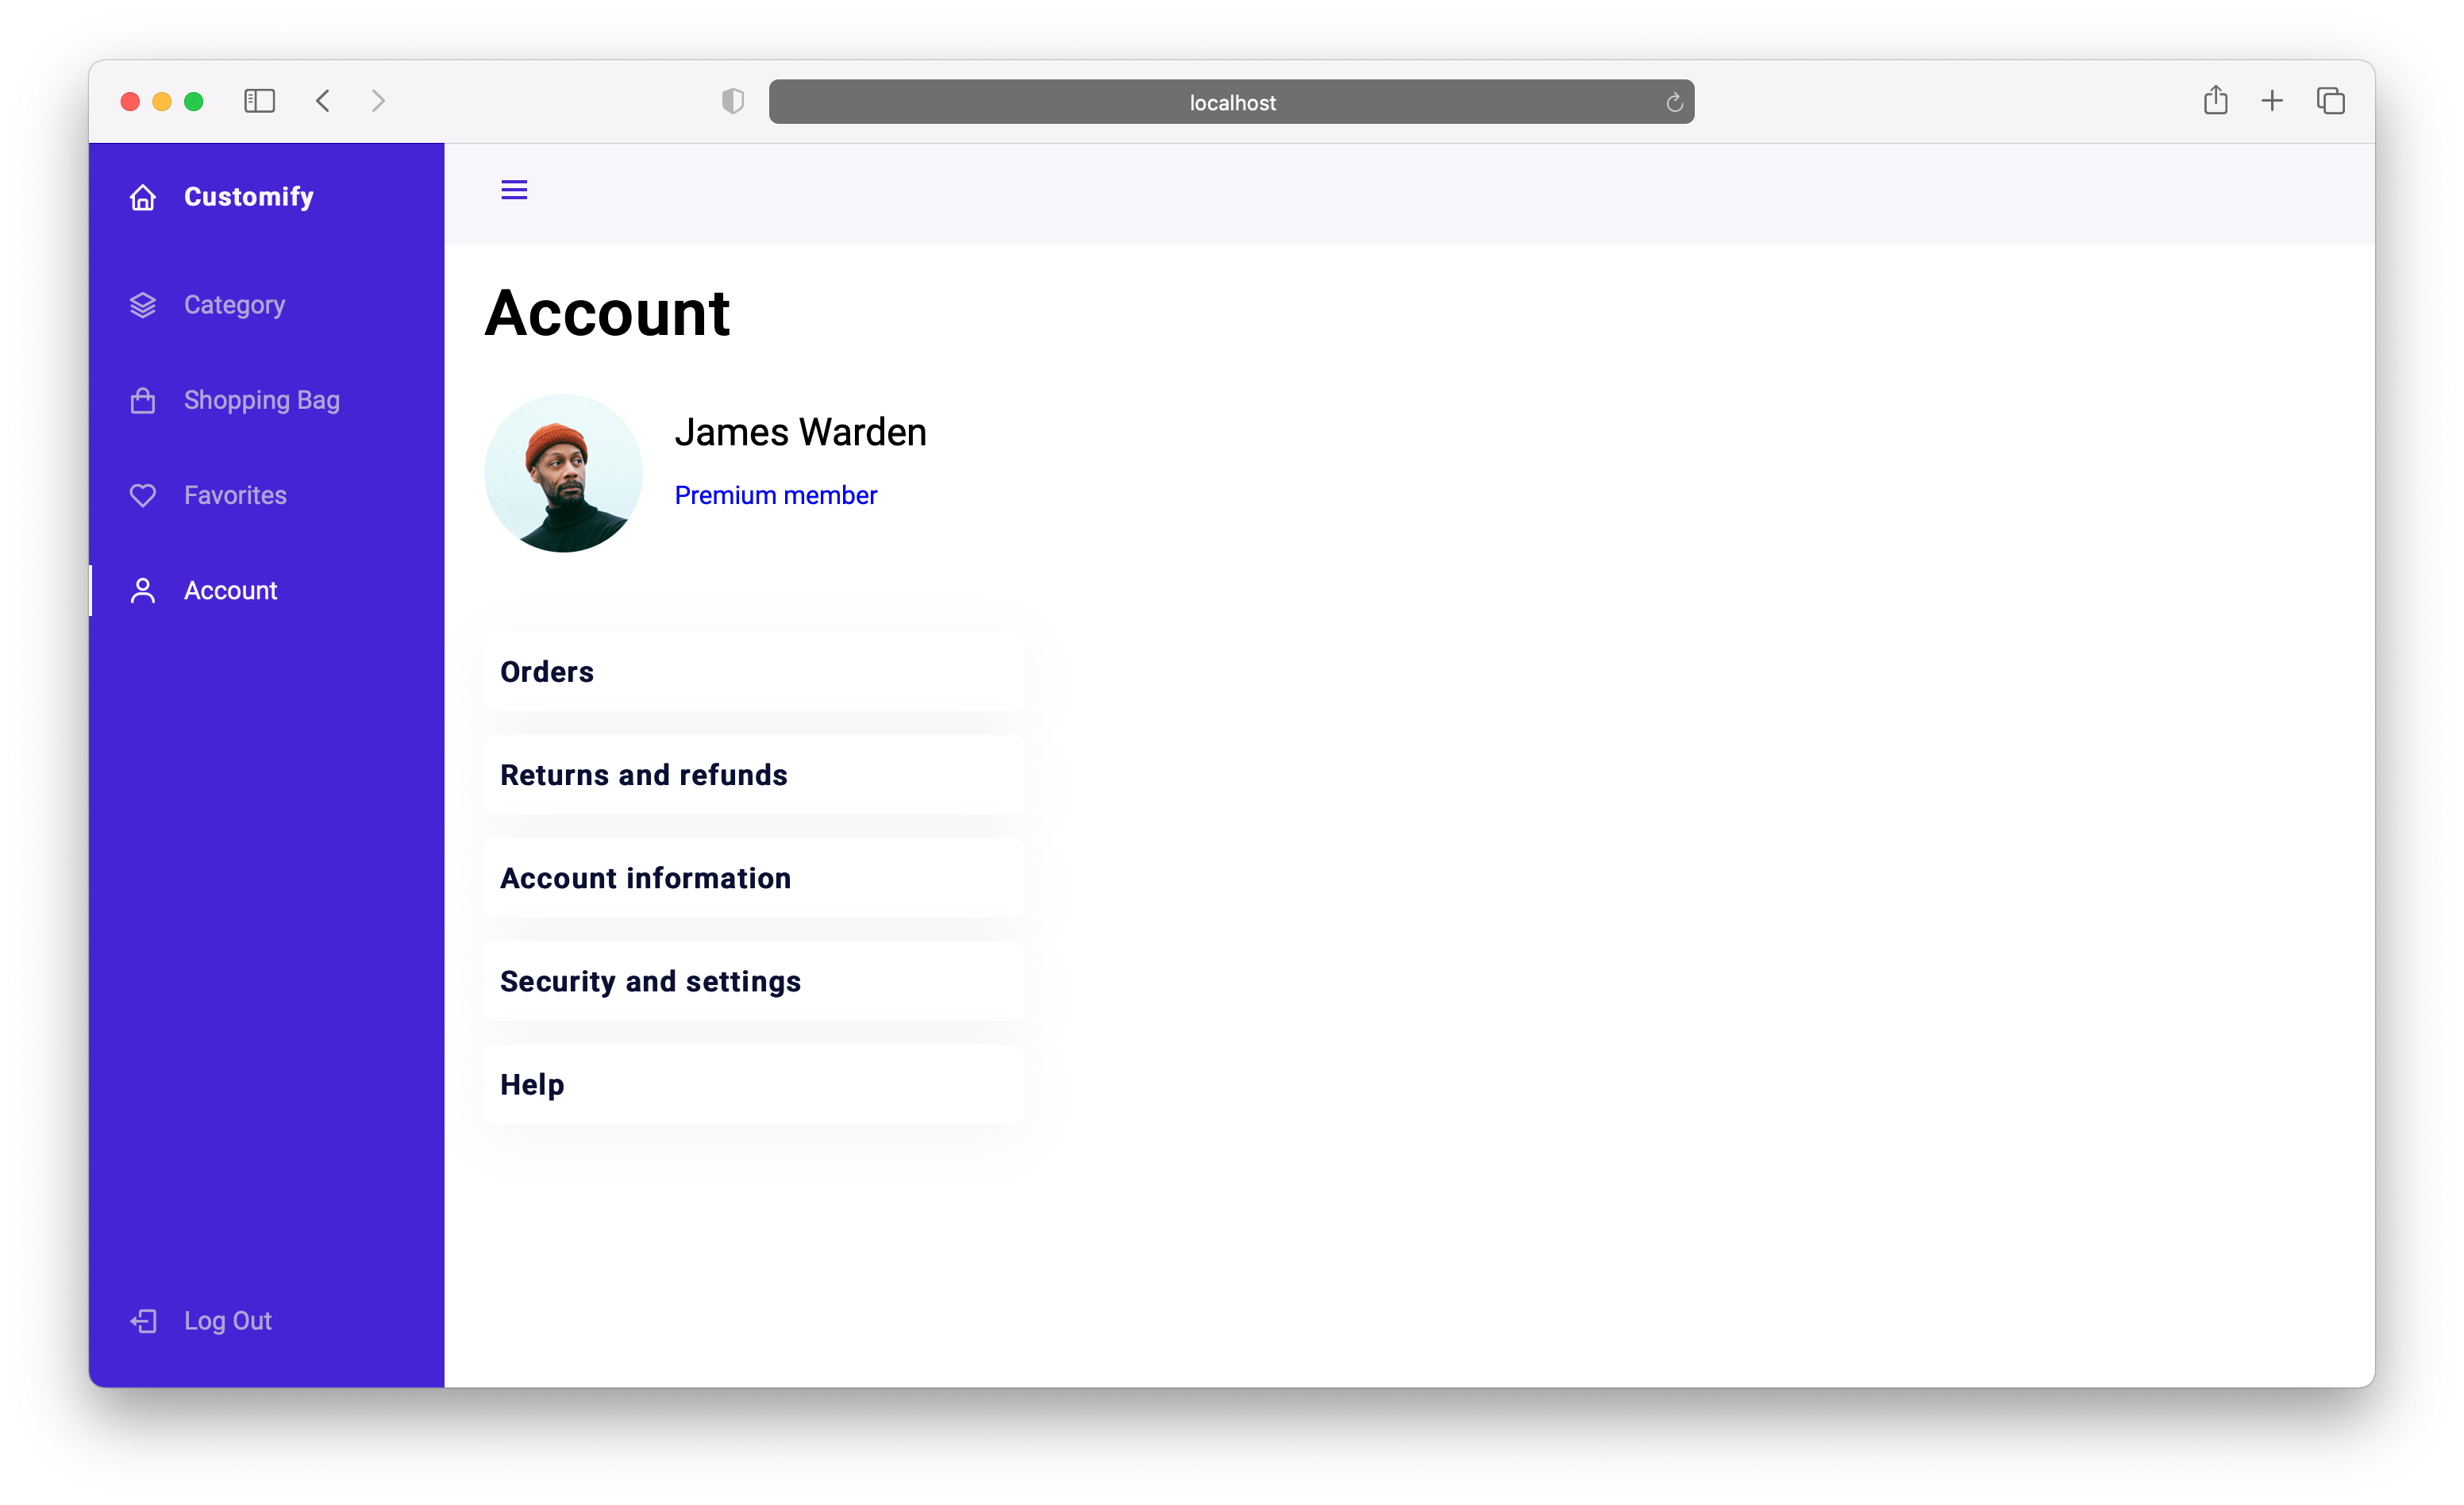 localhost
Customify
Category
Shopping Bag
Favorites
Account
Log Out
Account
James Warden
Premium member
Orders
Returns and refunds
Account information
Security and settings
Help